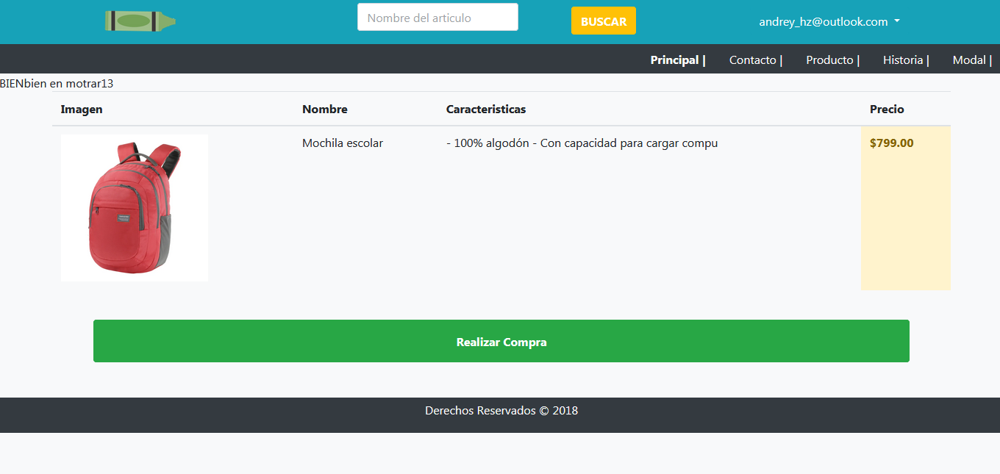 Nombre del articulo
BUSCAR
andrey_hz@outlook.com
Principal | Contacto | Producto | Historia | Modal |
BIENbien en motrar13
Imagen Nombre Caracteristicas Precio
Mochila escolar - 100% algodón - Con capacidad para cargar compu $799.00
Realizar Compra
Derechos Reservados © 2018